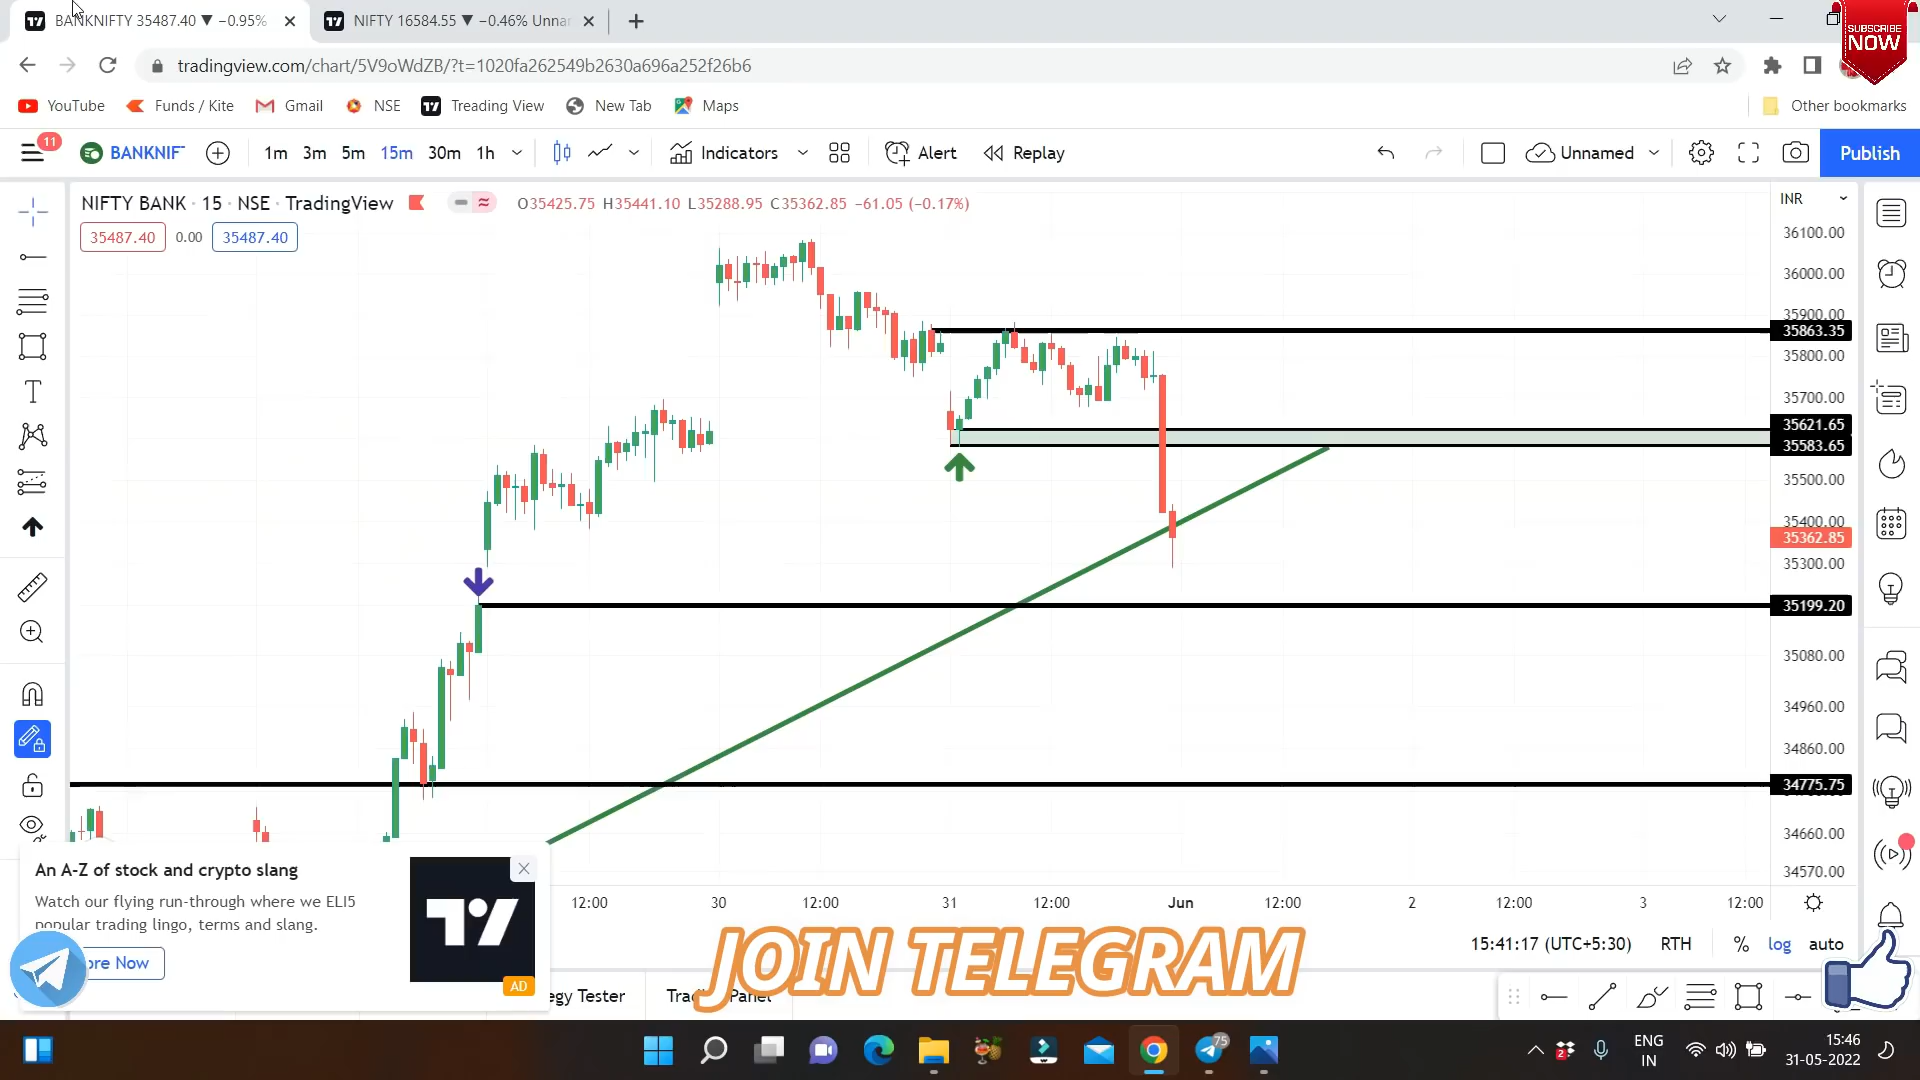 BANKNIFTY 35487.40 ▼ −0.95%
NIFTY 16584.55 ▼ −0.46% Unnar
SUBSCRIBE
NOW
tradingview.com/chart/5V9oWdZB/?t=1020fa262549b2630a696a252f26b6
YouTube
Funds / Kite
Gmail
NSE
Treading View
New Tab
Maps
Other bookmarks
11
BANKNIF
1m 3m 5m 15m 30m 1h
Indicators
Alert
Replay
Unnamed
Publish
NIFTY BANK · 15 · NSE · TradingView
O35425.75 H35441.10 L35288.95 C35362.85 −61.05 (−0.17%)
INR
35487.40 0.00 35487.40
36100.00
36000.00
35900.00
35863.35
35800.00
35700.00
35621.65
35583.65
35500.00
35400.00
35362.85
35300.00
35199.20
35080.00
34960.00
34860.00
34775.75
34660.00
34570.00
An A-Z of stock and crypto slang
Watch our flying run-through where we ELI5
popular trading lingo, terms and slang.
ore Now
AD
12:00 30 12:00 31 12:00 Jun 12:00 2 12:00 3 12:00
15:41:17 (UTC+5:30) RTH % log auto
JOIN TELEGRAM
egy Tester
75
2
ENG
IN
15:46
31-05-2022